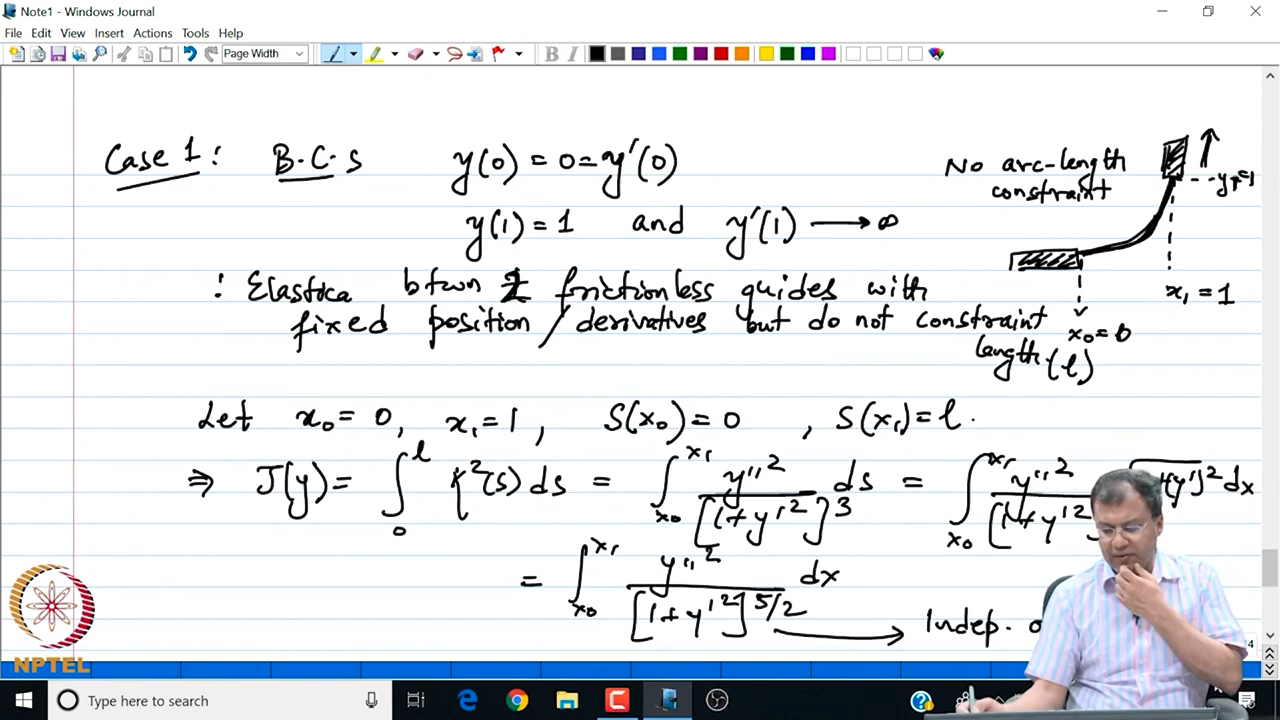 Note1 - Windows Journal
File Edit View Insert Actions Tools Help
Page Width
B I
Case 1: B.C.s y(0) = 0 = y'(0)
y(1) = 1 and y'(1) → ∞
No arc-length
constraint
x₁ = 1
x₀ = 0
: Elastica btwn 2 frictionless guides with
fixed position / derivatives but do not constraint
length (l)
Let x₀ = 0, x₁ = 1, S(x₀) = 0, S(x₁) = l.
⇒ J(y) = ∫₀^l K²(s) ds = ∫_{x₀}^{x₁} y''² / [1 + y'²]³ ds = ∫_{x₀}^{x₁} y''² / [1 + y'²] (y')² dx
= ∫_{x₀}^{x₁} y''² / [1 + y'²]^{5/2} dx → Indep.
NPTEL
Type here to search